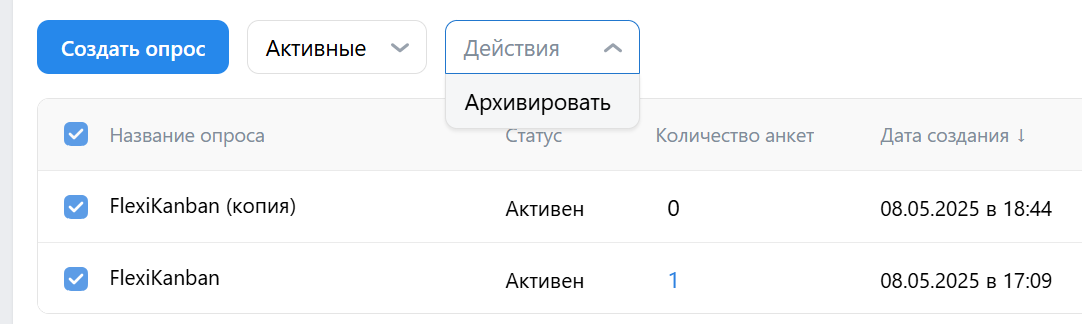 Создать опрос Активные Действия
Архивировать
Название опроса Статус Количество анкет Дата создания ↓
FlexiKanban (копия) Активен 0 08.05.2025 в 18:44
FlexiKanban Активен 1 08.05.2025 в 17:09